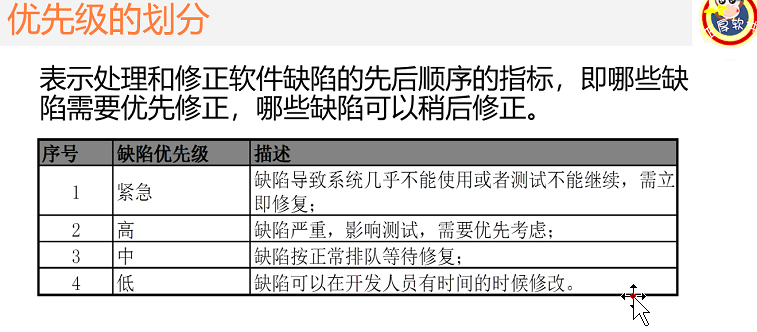 优先级的划分
厚软
表示处理和修正软件缺陷的先后顺序的指标，即哪些缺
陷需要优先修正，哪些缺陷可以稍后修正。
序号 缺陷优先级 描述
1 紧急 缺陷导致系统几乎不能使用或者测试不能继续，需立
即修复；
2 高 缺陷严重，影响测试，需要优先考虑；
3 中 缺陷按正常排队等待修复；
4 低 缺陷可以在开发人员有时间的时候修改。